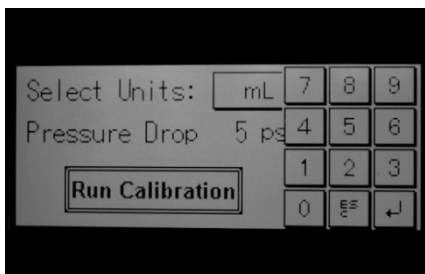 Select Units: mL
Pressure Drop 5 ps
Run Calibration
7 8 9
4 5 6
1 2 3
0 ESC ↵